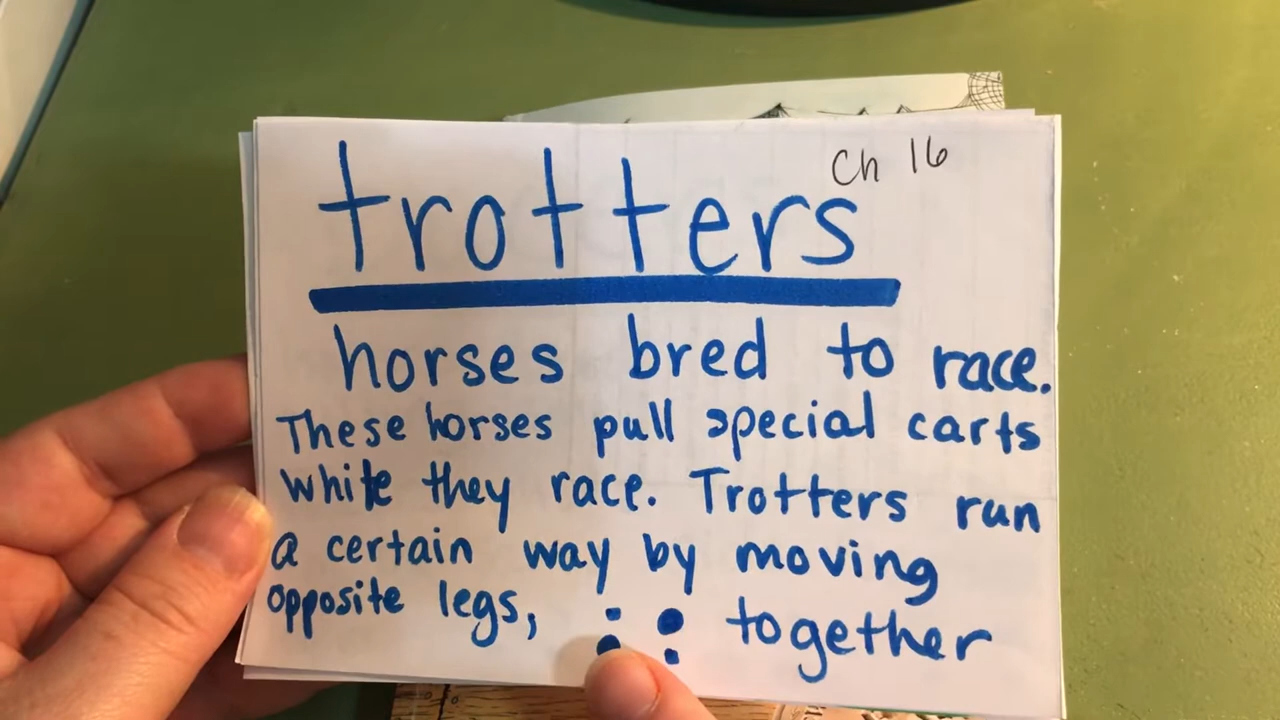 Ch 16
trotters
horses bred to race.
These horses pull special carts
while they race. Trotters run
a certain way by moving
opposite legs, together